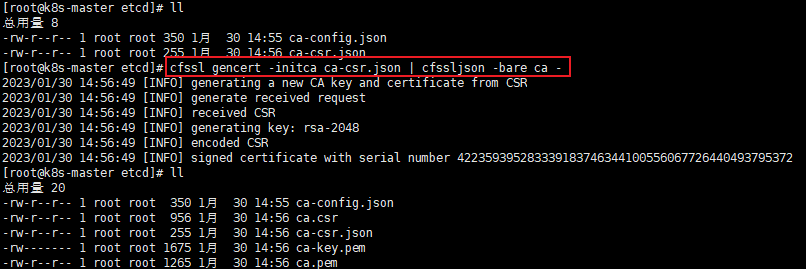 [root@k8s-master etcd]# ll
总用量 8
-rw-r--r-- 1 root root 350 1月  30 14:55 ca-config.json
-rw-r--r-- 1 root root 255 1月  30 14:56 ca-csr.json
[root@k8s-master etcd]# cfssl gencert -initca ca-csr.json | cfssljson -bare ca -
2023/01/30 14:56:49 [INFO] generating a new CA key and certificate from CSR
2023/01/30 14:56:49 [INFO] generate received request
2023/01/30 14:56:49 [INFO] received CSR
2023/01/30 14:56:49 [INFO] generating key: rsa-2048
2023/01/30 14:56:49 [INFO] encoded CSR
2023/01/30 14:56:49 [INFO] signed certificate with serial number 422359395283339183746344100556067726440493795372
[root@k8s-master etcd]# ll
总用量 20
-rw-r--r-- 1 root root  350 1月  30 14:55 ca-config.json
-rw-r--r-- 1 root root  956 1月  30 14:56 ca.csr
-rw-r--r-- 1 root root  255 1月  30 14:56 ca-csr.json
-rw------- 1 root root 1675 1月  30 14:56 ca-key.pem
-rw-r--r-- 1 root root 1265 1月  30 14:56 ca.pem